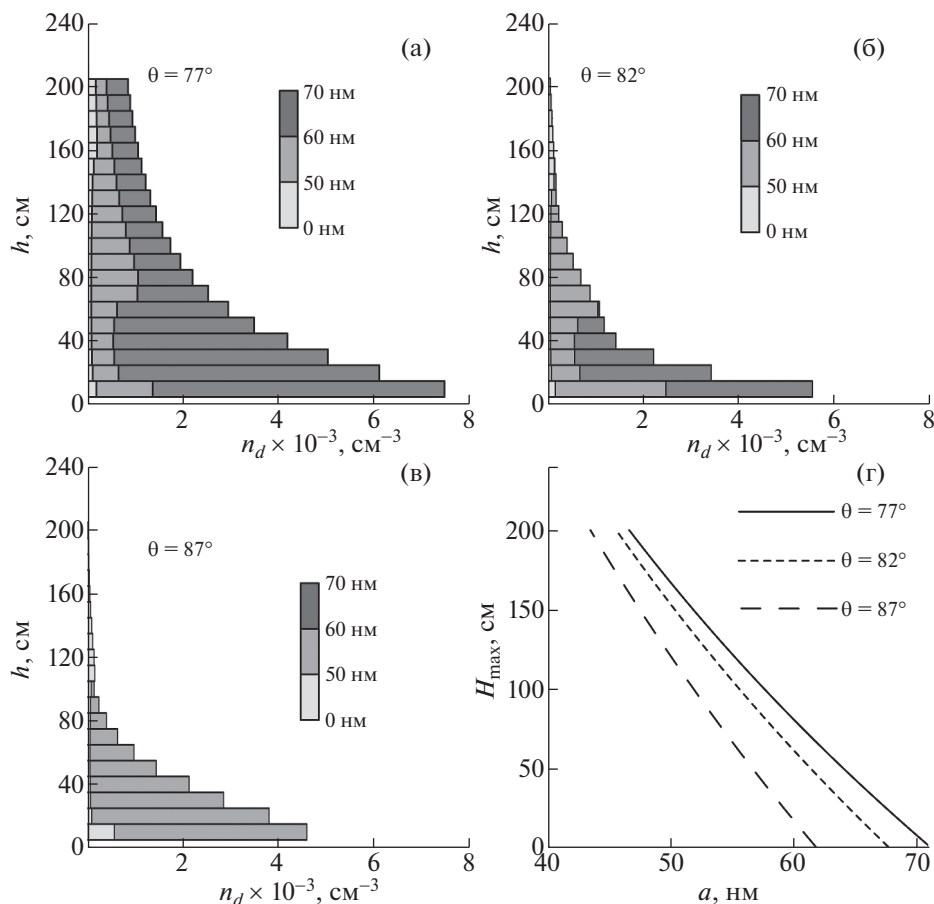 (а)
240
200
160
120
80
40
0
h, см
θ = 77°
70 нм
60 нм
50 нм
0 нм
2
4
6
8
n_d × 10⁻³, см⁻³
(б)
240
200
160
120
80
40
0
h, см
θ = 82°
70 нм
60 нм
50 нм
0 нм
2
4
6
8
n_d × 10⁻³, см⁻³
(в)
240
200
160
120
80
40
0
h, см
θ = 87°
70 нм
60 нм
50 нм
0 нм
2
4
6
8
n_d × 10⁻³, см⁻³
(г)
200
150
100
50
0
H_max, см
θ = 77°
θ = 82°
θ = 87°
40
50
60
70
a, нм